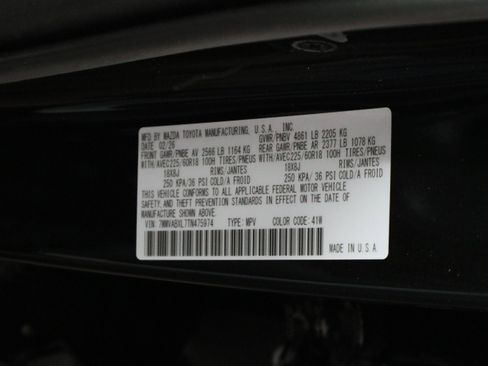 MFD BY MAZDA TOYOTA MANUFACTURING, U.S.A., INC.
DATE 02/26 GVWR/PNBV 4861 LB 2205 KG
FRONT GAWR/PNBE AV 2566 LB 1164 KG REAR GAWR/PNBE AR 2377 LB 1078 KG
WITH/AVEC225/60R18 100H TIRES/PNEUS WITH/AVEC225/60R18 100H TIRES/PNEUS
18X8J RIMS/JANTES 18X8J RIMS/JANTES
250 KPA/36 PSI COLD/A FROID 250 KPA/36 PSI COLD/A FROID
THIS VEHICLE CONFORMS TO ALL APPLICABLE FEDERAL MOTOR VEHICLE
SAFETY, AND THEFT PREVENTION STANDARDS IN EFFECT ON THE DATE OF
MANUFACTURE SHOWN ABOVE.
VIN: 7MMVABXL7TN475974 TYPE: MPV COLOR CODE: 41W
MADE IN U.S.A.